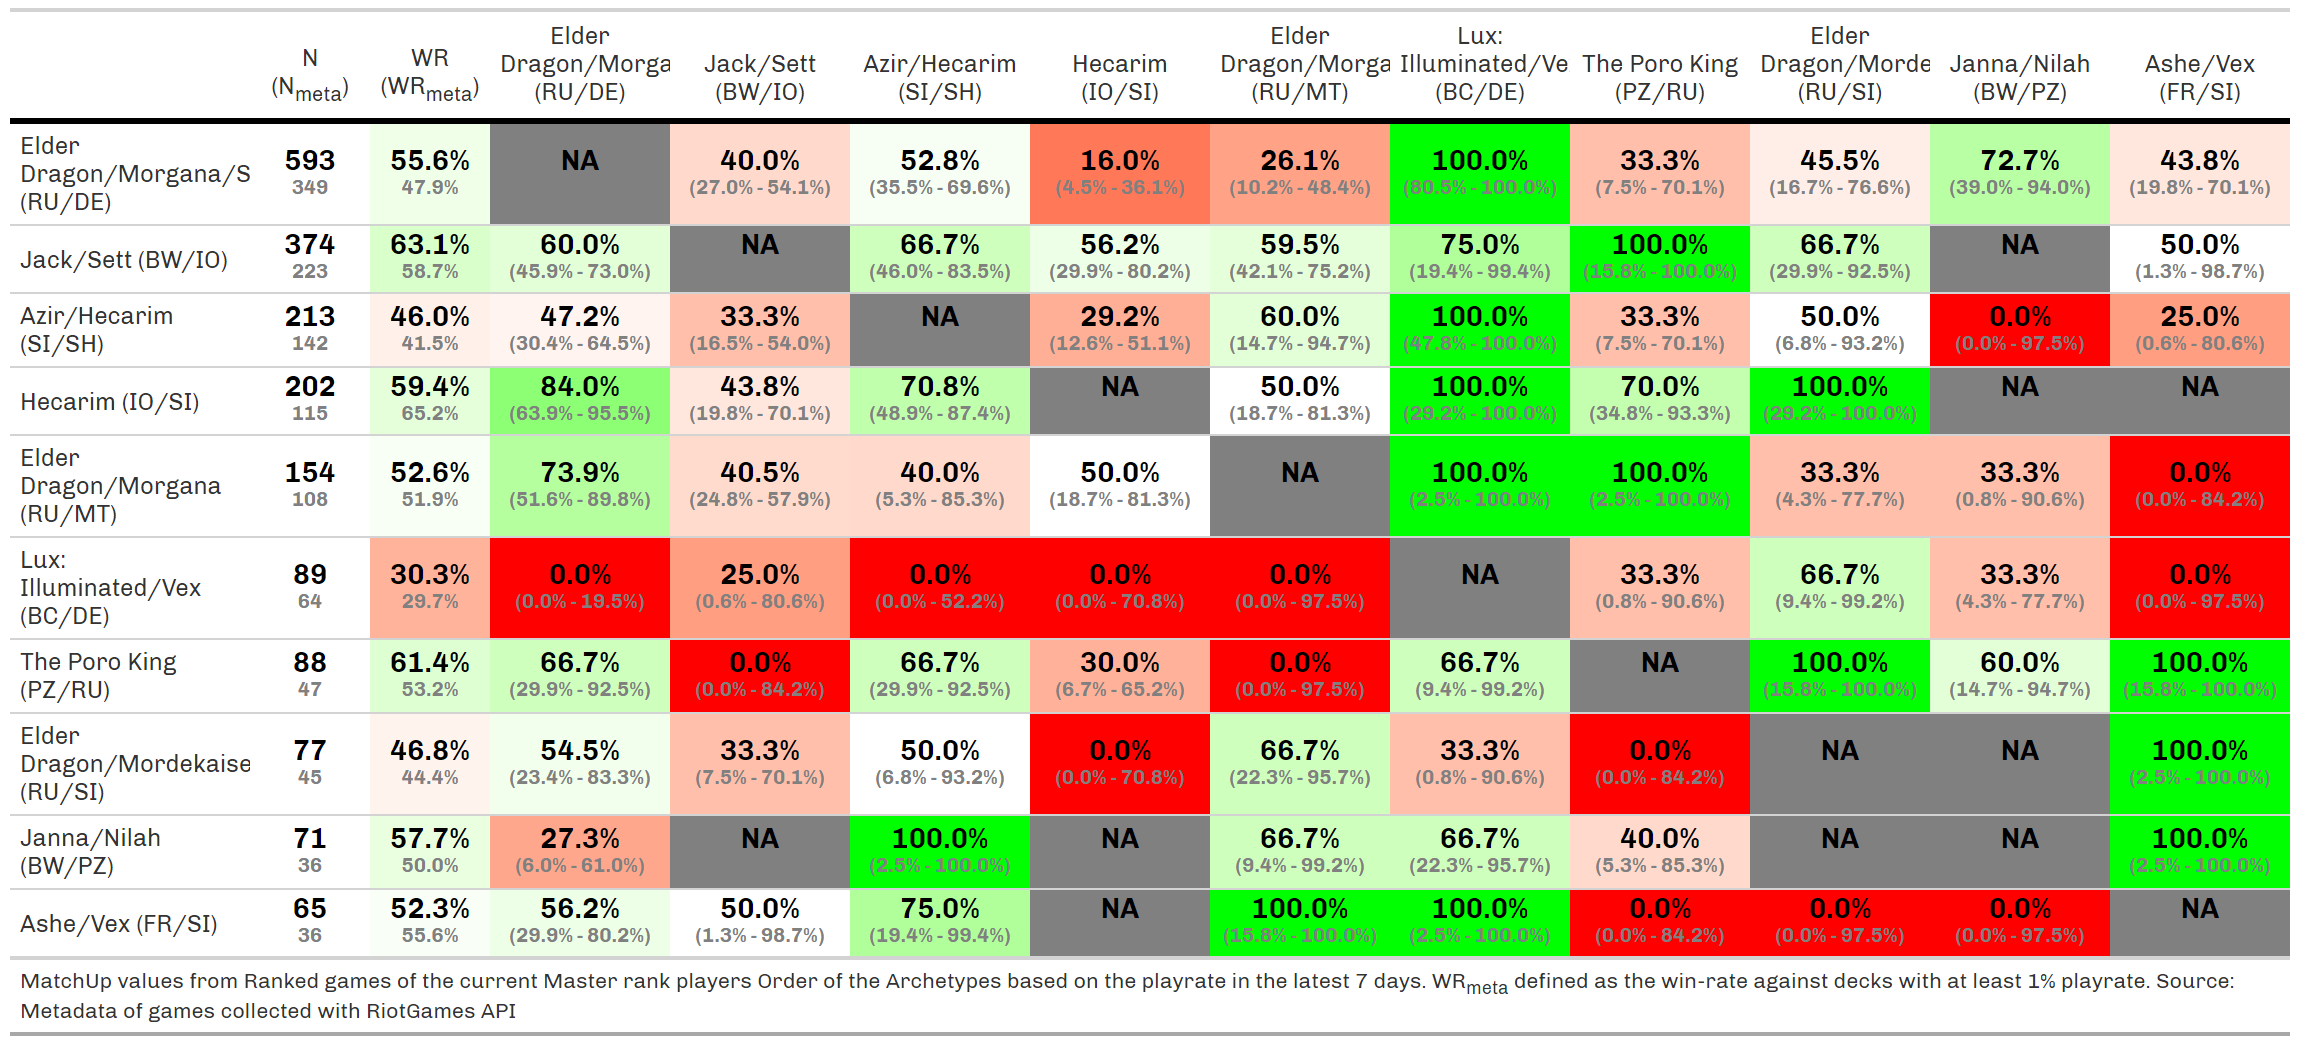 N (N_meta) WR (WR_meta) Elder Dragon/Morga (RU/DE) Jack/Sett (BW/IO) Azir/Hecarim (SI/SH) Hecarim (IO/SI) Elder Dragon/Morga (RU/MT) Lux: Illuminated/Ve (BC/DE) The Poro King (PZ/RU) Elder Dragon/Morde (RU/SI) Janna/Nilah (BW/PZ) Ashe/Vex (FR/SI)
Elder
Dragon/Morgana/S
(RU/DE)
593 55.6% NA 40.0% 52.8% 16.0% 26.1% 100.0% 33.3% 45.5% 72.7% 43.8%
349 47.9% (27.0% - 54.1%) (35.5% - 69.6%) (4.5% - 36.1%) (10.2% - 48.4%) (80.5% - 100.0%) (7.5% - 70.1%) (16.7% - 76.6%) (39.0% - 94.0%) (19.8% - 70.1%)
Jack/Sett (BW/IO)
374 63.1% 60.0% NA 66.7% 56.2% 59.5% 75.0% 100.0% 66.7% NA 50.0%
223 58.7% (45.9% - 73.0%) (46.0% - 83.5%) (29.9% - 80.2%) (42.1% - 75.2%) (19.4% - 99.4%) (15.8% - 100.0%) (29.9% - 92.5%) (1.3% - 98.7%)
Azir/Hecarim
(SI/SH)
213 46.0% 47.2% 33.3% NA 29.2% 60.0% 100.0% 33.3% 50.0% 0.0% 25.0%
142 41.5% (30.4% - 64.5%) (16.5% - 54.0%) (12.6% - 51.1%) (14.7% - 94.7%) (47.8% - 100.0%) (7.5% - 70.1%) (6.8% - 93.2%) (0.0% - 97.5%) (0.6% - 80.6%)
Hecarim (IO/SI)
202 59.4% 84.0% 43.8% 70.8% NA 50.0% 100.0% 70.0% 100.0% NA NA
115 65.2% (63.9% - 95.5%) (19.8% - 70.1%) (48.9% - 87.4%) (18.7% - 81.3%) (29.2% - 100.0%) (34.8% - 93.3%) (29.2% - 100.0%)
Elder
Dragon/Morgana
(RU/MT)
154 52.6% 73.9% 40.5% 40.0% 50.0% NA 100.0% 100.0% 33.3% 33.3% 0.0%
108 51.9% (51.6% - 89.8%) (24.8% - 57.9%) (5.3% - 85.3%) (18.7% - 81.3%) (2.5% - 100.0%) (2.5% - 100.0%) (4.3% - 77.7%) (0.8% - 90.6%) (0.0% - 84.2%)
Lux:
Illuminated/Vex
(BC/DE)
89 30.3% 0.0% 25.0% 0.0% 0.0% 0.0% NA 33.3% 66.7% 33.3% 0.0%
64 29.7% (0.0% - 19.5%) (0.6% - 80.6%) (0.0% - 52.2%) (0.0% - 70.8%) (0.0% - 97.5%) (0.8% - 90.6%) (9.4% - 99.2%) (4.3% - 77.7%) (0.0% - 97.5%)
The Poro King
(PZ/RU)
88 61.4% 66.7% 0.0% 66.7% 30.0% 0.0% 66.7% NA 100.0% 60.0% 100.0%
47 53.2% (29.9% - 92.5%) (0.0% - 84.2%) (29.9% - 92.5%) (6.7% - 65.2%) (0.0% - 97.5%) (9.4% - 99.2%) (15.8% - 100.0%) (14.7% - 94.7%) (15.8% - 100.0%)
Elder
Dragon/Mordekaise
(RU/SI)
77 46.8% 54.5% 33.3% 50.0% 0.0% 66.7% 33.3% 0.0% NA NA 100.0%
45 44.4% (23.4% - 83.3%) (7.5% - 70.1%) (6.8% - 93.2%) (0.0% - 70.8%) (22.3% - 95.7%) (0.8% - 90.6%) (0.0% - 84.2%) (2.5% - 100.0%)
Janna/Nilah
(BW/PZ)
71 57.7% 27.3% NA 100.0% NA 66.7% 66.7% 40.0% NA NA 100.0%
36 50.0% (6.0% - 61.0%) (2.5% - 100.0%) (9.4% - 99.2%) (22.3% - 95.7%) (5.3% - 85.3%) (2.5% - 100.0%)
Ashe/Vex (FR/SI)
65 52.3% 56.2% 50.0% 75.0% NA 100.0% 100.0% 0.0% 0.0% 0.0% NA
36 55.6% (29.9% - 80.2%) (1.3% - 98.7%) (19.4% - 99.4%) (15.8% - 100.0%) (2.5% - 100.0%) (0.0% - 84.2%) (0.0% - 97.5%) (0.0% - 97.5%)
MatchUp values from Ranked games of the current Master rank players Order of the Archetypes based on the playrate in the latest 7 days. WR_meta defined as the win-rate against decks with at least 1% playrate. Source:
Metadata of games collected with RiotGames API